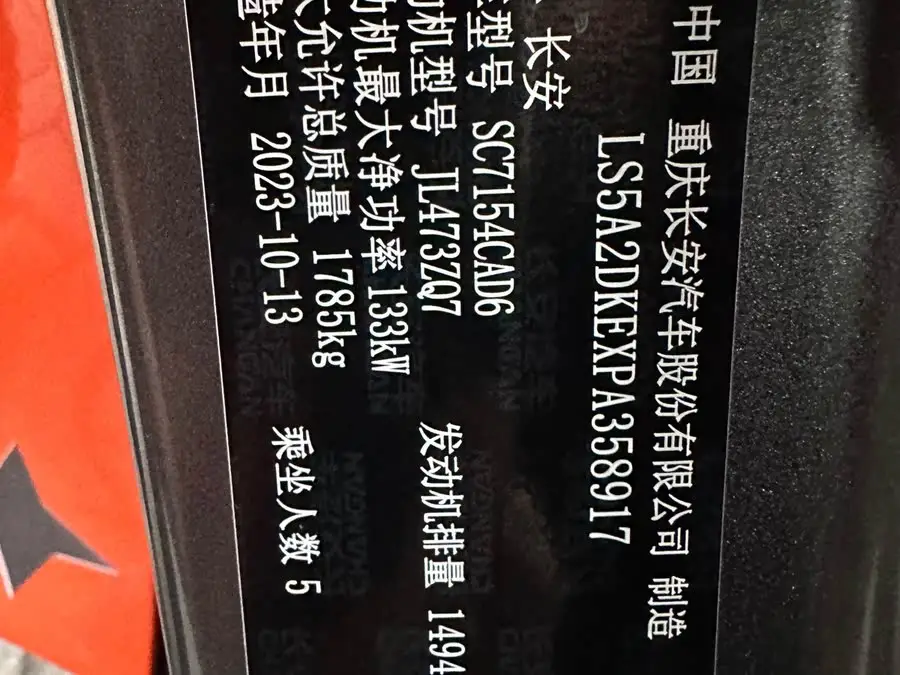 中国 重庆长安汽车股份有限公司 制造
LS5A2DKEXPA358917
长安
型号 SC7154CAD6
机型号 JL473ZQ7 发动机排量 1494
动机最大净功率 133kW
大允许总质量 1785kg
造年月 2023-10-13 乘坐人数 5